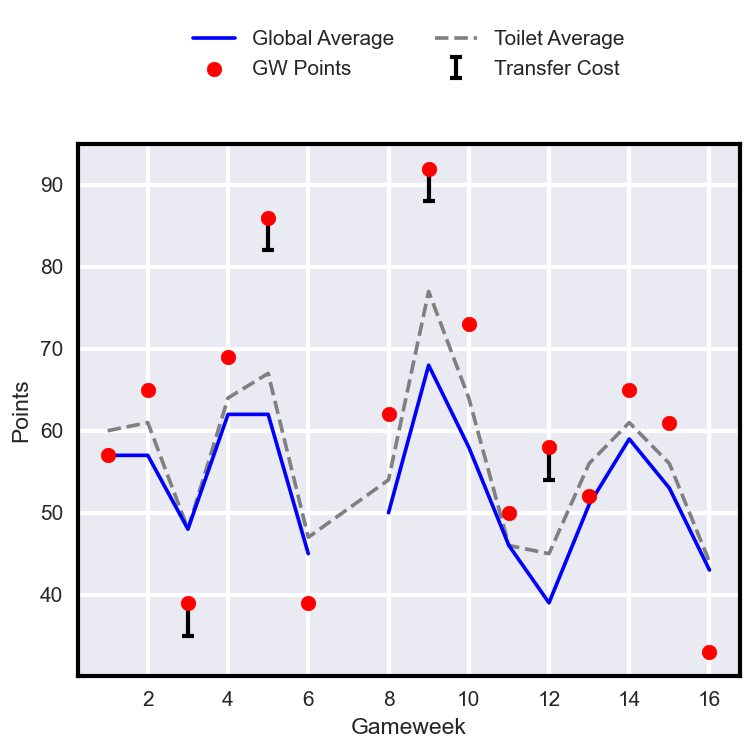 Global Average
Toilet Average
GW Points
Transfer Cost
90
80
70
60
50
40
Points
2 4 6 8 10 12 14 16
Gameweek